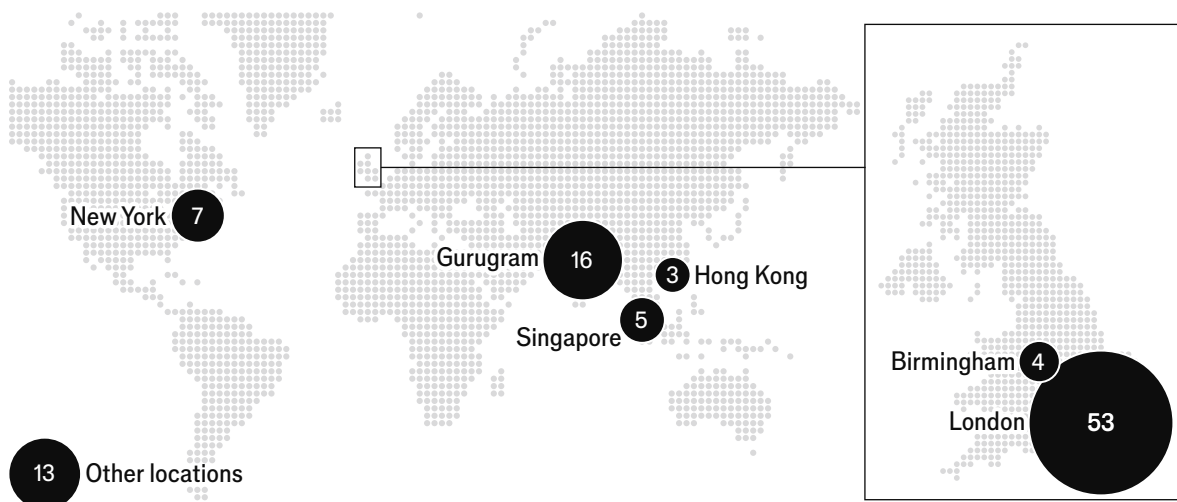 New York 7
Gurugram 16
3 Hong Kong
Singapore 5
Birmingham 4
London 53
13 Other locations